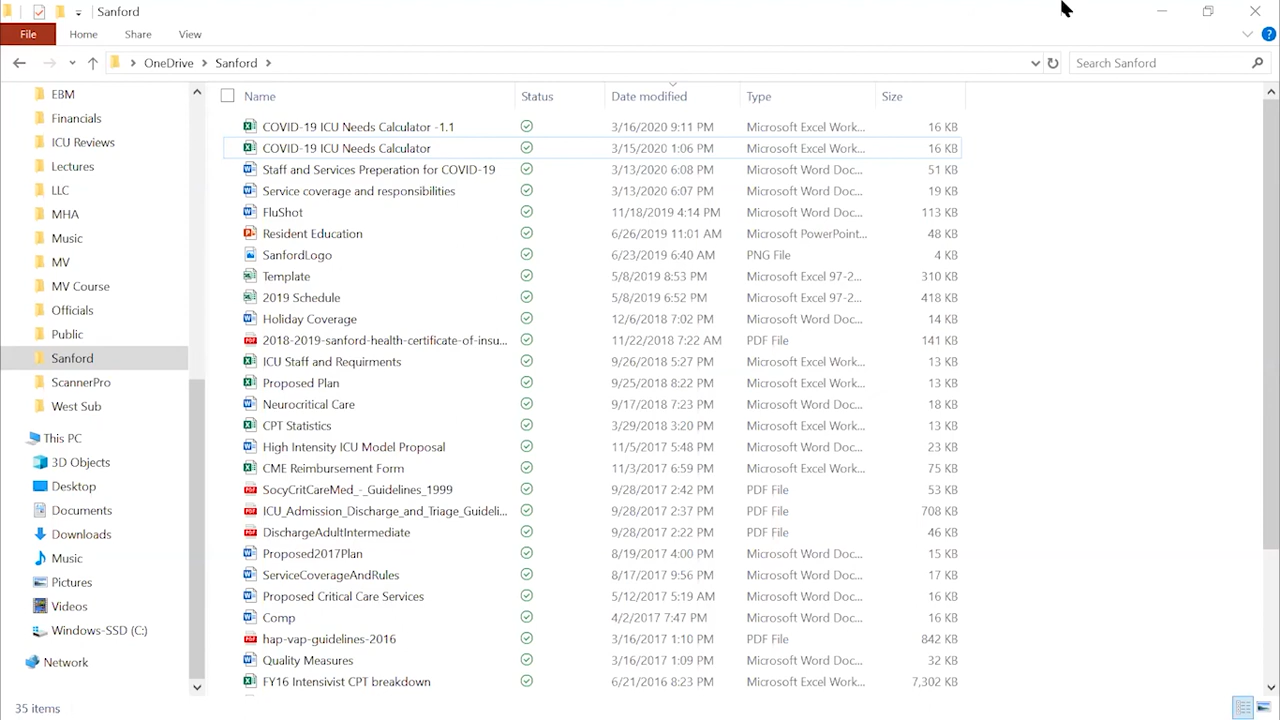 Sanford
File Home Share View
OneDrive Sanford Search Sanford
Name Status Date modified Type Size
EBM
Financials
ICU Reviews
Lectures
LLC
MHA
Music
MV
MV Course
Officials
Public
Sanford
ScannerPro
West Sub
This PC
3D Objects
Desktop
Documents
Downloads
Music
Pictures
Videos
Windows-SSD (C:)
Network
COVID-19 ICU Needs Calculator -1.1 3/16/2020 9:11 PM Microsoft Excel Work... 16 KB
COVID-19 ICU Needs Calculator 3/15/2020 1:06 PM Microsoft Excel Work... 16 KB
Staff and Services Preperation for COVID-19 3/13/2020 6:08 PM Microsoft Word Doc... 51 KB
Service coverage and responsibilities 3/13/2020 6:07 PM Microsoft Word Doc... 19 KB
FluShot 11/18/2019 4:14 PM Microsoft Word Doc... 113 KB
Resident Education 6/26/2019 11:01 AM Microsoft PowerPoint... 48 KB
SanfordLogo 6/23/2019 6:40 AM PNG File 4 KB
Template 5/8/2019 8:53 PM Microsoft Excel 97-2... 310 KB
2019 Schedule 5/8/2019 6:52 PM Microsoft Excel 97-2... 418 KB
Holiday Coverage 12/6/2018 7:02 PM Microsoft Word Doc... 14 KB
2018-2019-sanford-health-certificate-of-insu... 11/22/2018 7:22 AM PDF File 141 KB
ICU Staff and Requirments 9/26/2018 5:27 PM Microsoft Excel Work... 13 KB
Proposed Plan 9/25/2018 8:22 PM Microsoft Excel Work... 13 KB
Neurocritical Care 9/17/2018 7:23 PM Microsoft Word Doc... 18 KB
CPT Statistics 3/29/2018 3:20 PM Microsoft Excel Work... 13 KB
High Intensity ICU Model Proposal 11/5/2017 5:48 PM Microsoft Word Doc... 23 KB
CME Reimbursement Form 11/3/2017 6:59 PM Microsoft Excel Work... 75 KB
SocyCritCareMed_-_Guidelines_1999 9/28/2017 2:42 PM PDF File 53 KB
ICU_Admission_Discharge_and_Triage_Guideli... 9/28/2017 2:37 PM PDF File 708 KB
DischargeAdultIntermediate 9/28/2017 2:22 PM PDF File 46 KB
Proposed2017Plan 8/19/2017 4:00 PM Microsoft Word Doc... 15 KB
ServiceCoverageAndRules 8/17/2017 9:56 PM Microsoft Word Doc... 17 KB
Proposed Critical Care Services 5/12/2017 5:19 AM Microsoft Word Doc... 16 KB
Comp 4/2/2017 7:47 PM Microsoft Word Doc... 16 KB
hap-vap-guidelines-2016 3/16/2017 1:10 PM PDF File 842 KB
Quality Measures 3/16/2017 1:09 PM Microsoft Word Doc... 32 KB
FY16 Intensivist CPT breakdown 6/21/2016 8:23 PM Microsoft Excel Work... 7,302 KB
35 items